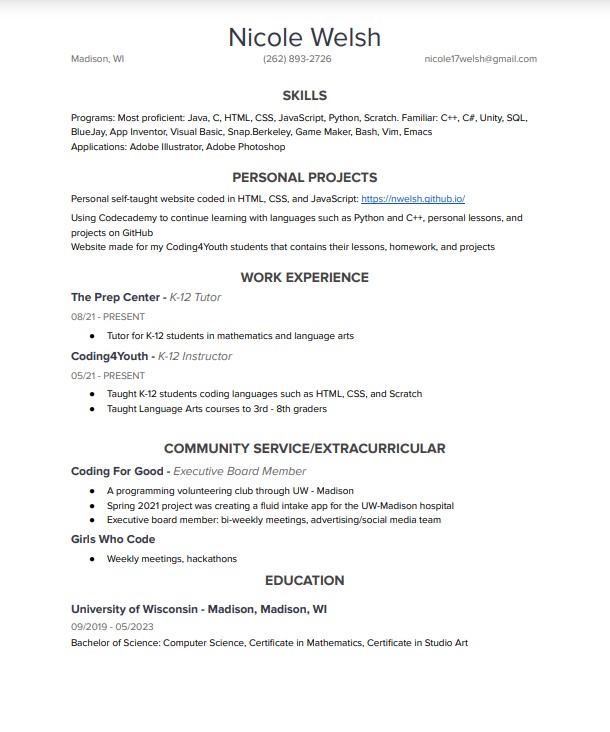 Nicole Welsh
Madison, WI (262) 893-2726 nicole17welsh@gmail.com
SKILLS
Programs: Most proficient: Java, C, HTML, CSS, JavaScript, Python, Scratch. Familiar: C++, C#, Unity, SQL,
BlueJay, App Inventor, Visual Basic, Snap.Berkeley, Game Maker, Bash, Vim, Emacs
Applications: Adobe Illustrator, Adobe Photoshop
PERSONAL PROJECTS
Personal self-taught website coded in HTML, CSS, and JavaScript: https://nwelsh.github.io/
Using Codecademy to continue learning with languages such as Python and C++, personal lessons, and
projects on GitHub
Website made for my Coding4Youth students that contains their lessons, homework, and projects
WORK EXPERIENCE
The Prep Center - K-12 Tutor
08/21 - PRESENT
● Tutor for K-12 students in mathematics and language arts
Coding4Youth - K-12 Instructor
05/21 - PRESENT
● Taught K-12 students coding languages such as HTML, CSS, and Scratch
● Taught Language Arts courses to 3rd - 8th graders
COMMUNITY SERVICE/EXTRACURRICULAR
Coding For Good - Executive Board Member
● A programming volunteering club through UW - Madison
● Spring 2021 project was creating a fluid intake app for the UW-Madison hospital
● Executive board member: bi-weekly meetings, advertising/social media team
Girls Who Code
● Weekly meetings, hackathons
EDUCATION
University of Wisconsin - Madison, Madison, WI
09/2019 - 05/2023
Bachelor of Science: Computer Science, Certificate in Mathematics, Certificate in Studio Art